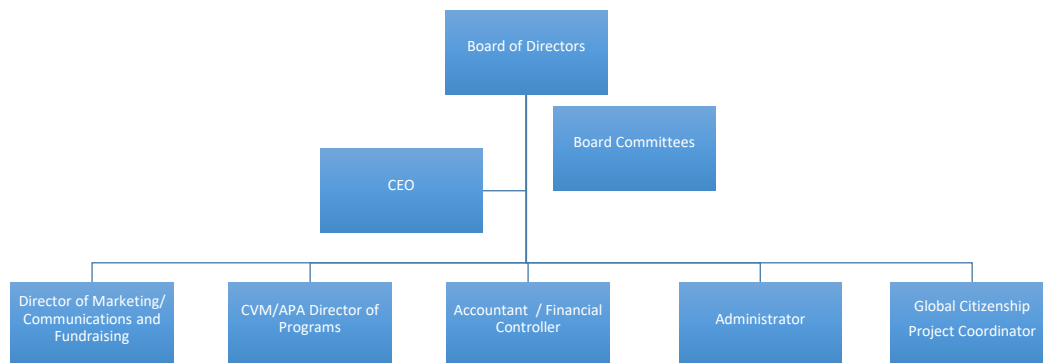 Board of Directors
Board Committees
CEO
Director of Marketing/
Communications and
Fundraising
CVM/APA Director of
Programs
Accountant / Financial
Controller
Administrator
Global Citizenship
Project Coordinator